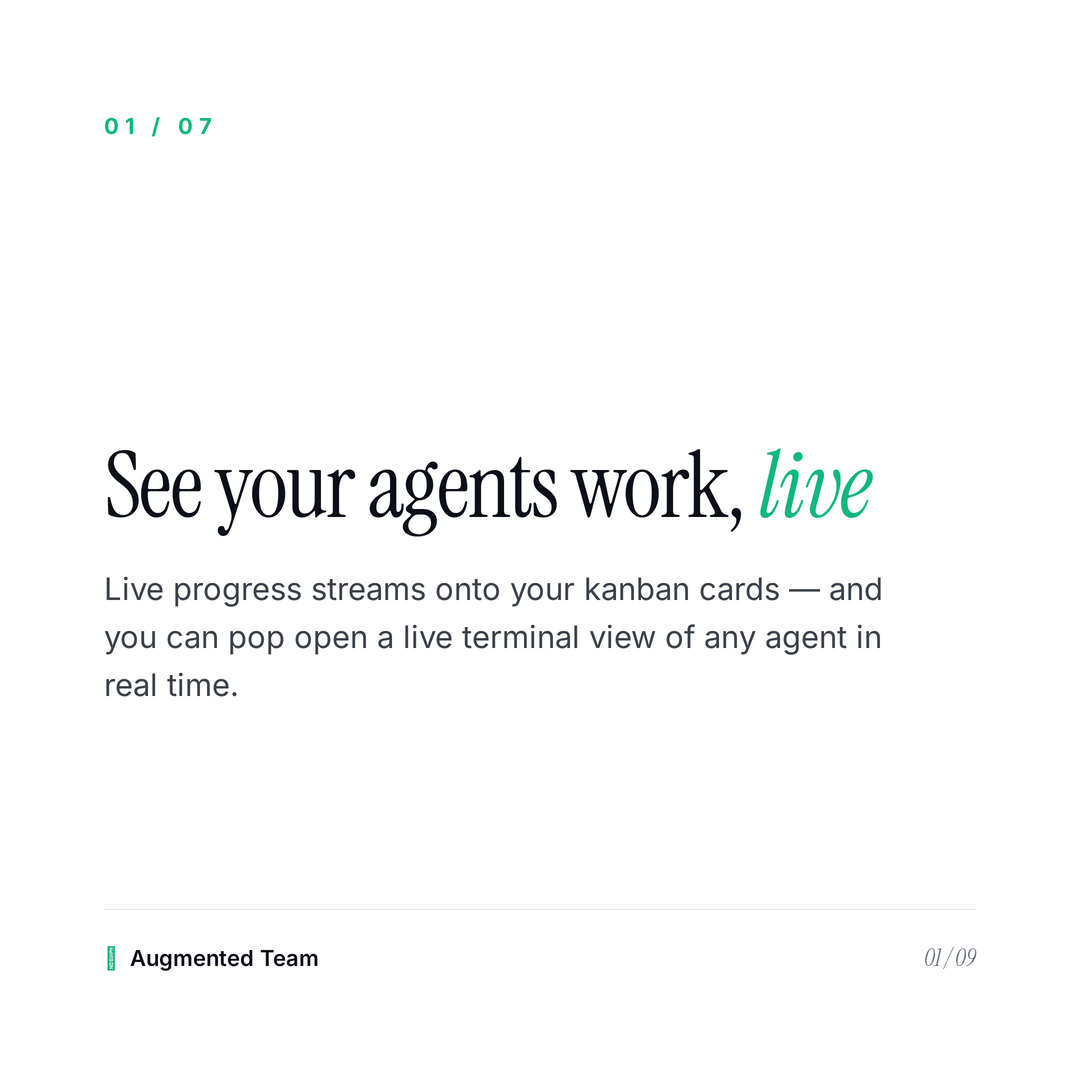 01 / 07
See your agents work, live
Live progress streams onto your kanban cards — and
you can pop open a live terminal view of any agent in
real time.
Augmented Team
01 / 09